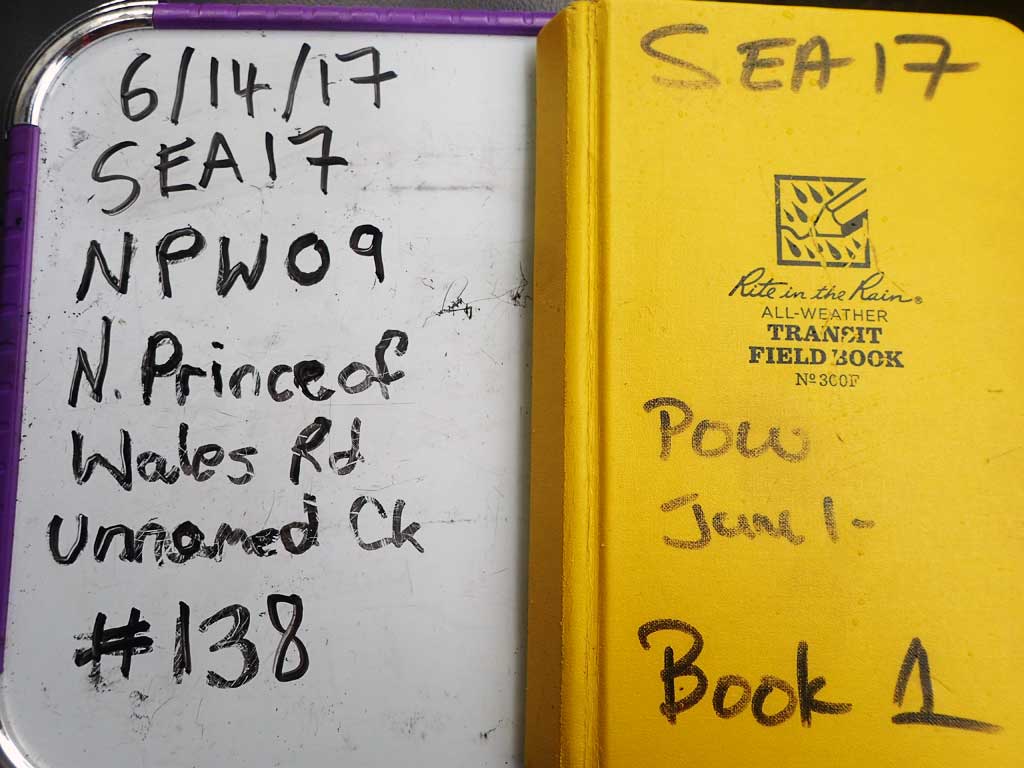 6/14/17
SEA17
NPW09
N. Prince of
Wales Rd
Unnamed Ck
#138
SEA17
Rite in the Rain®
ALL-WEATHER
TRANSIT
FIELD BOOK
Nº 300F
POW
June 1-
Book 1